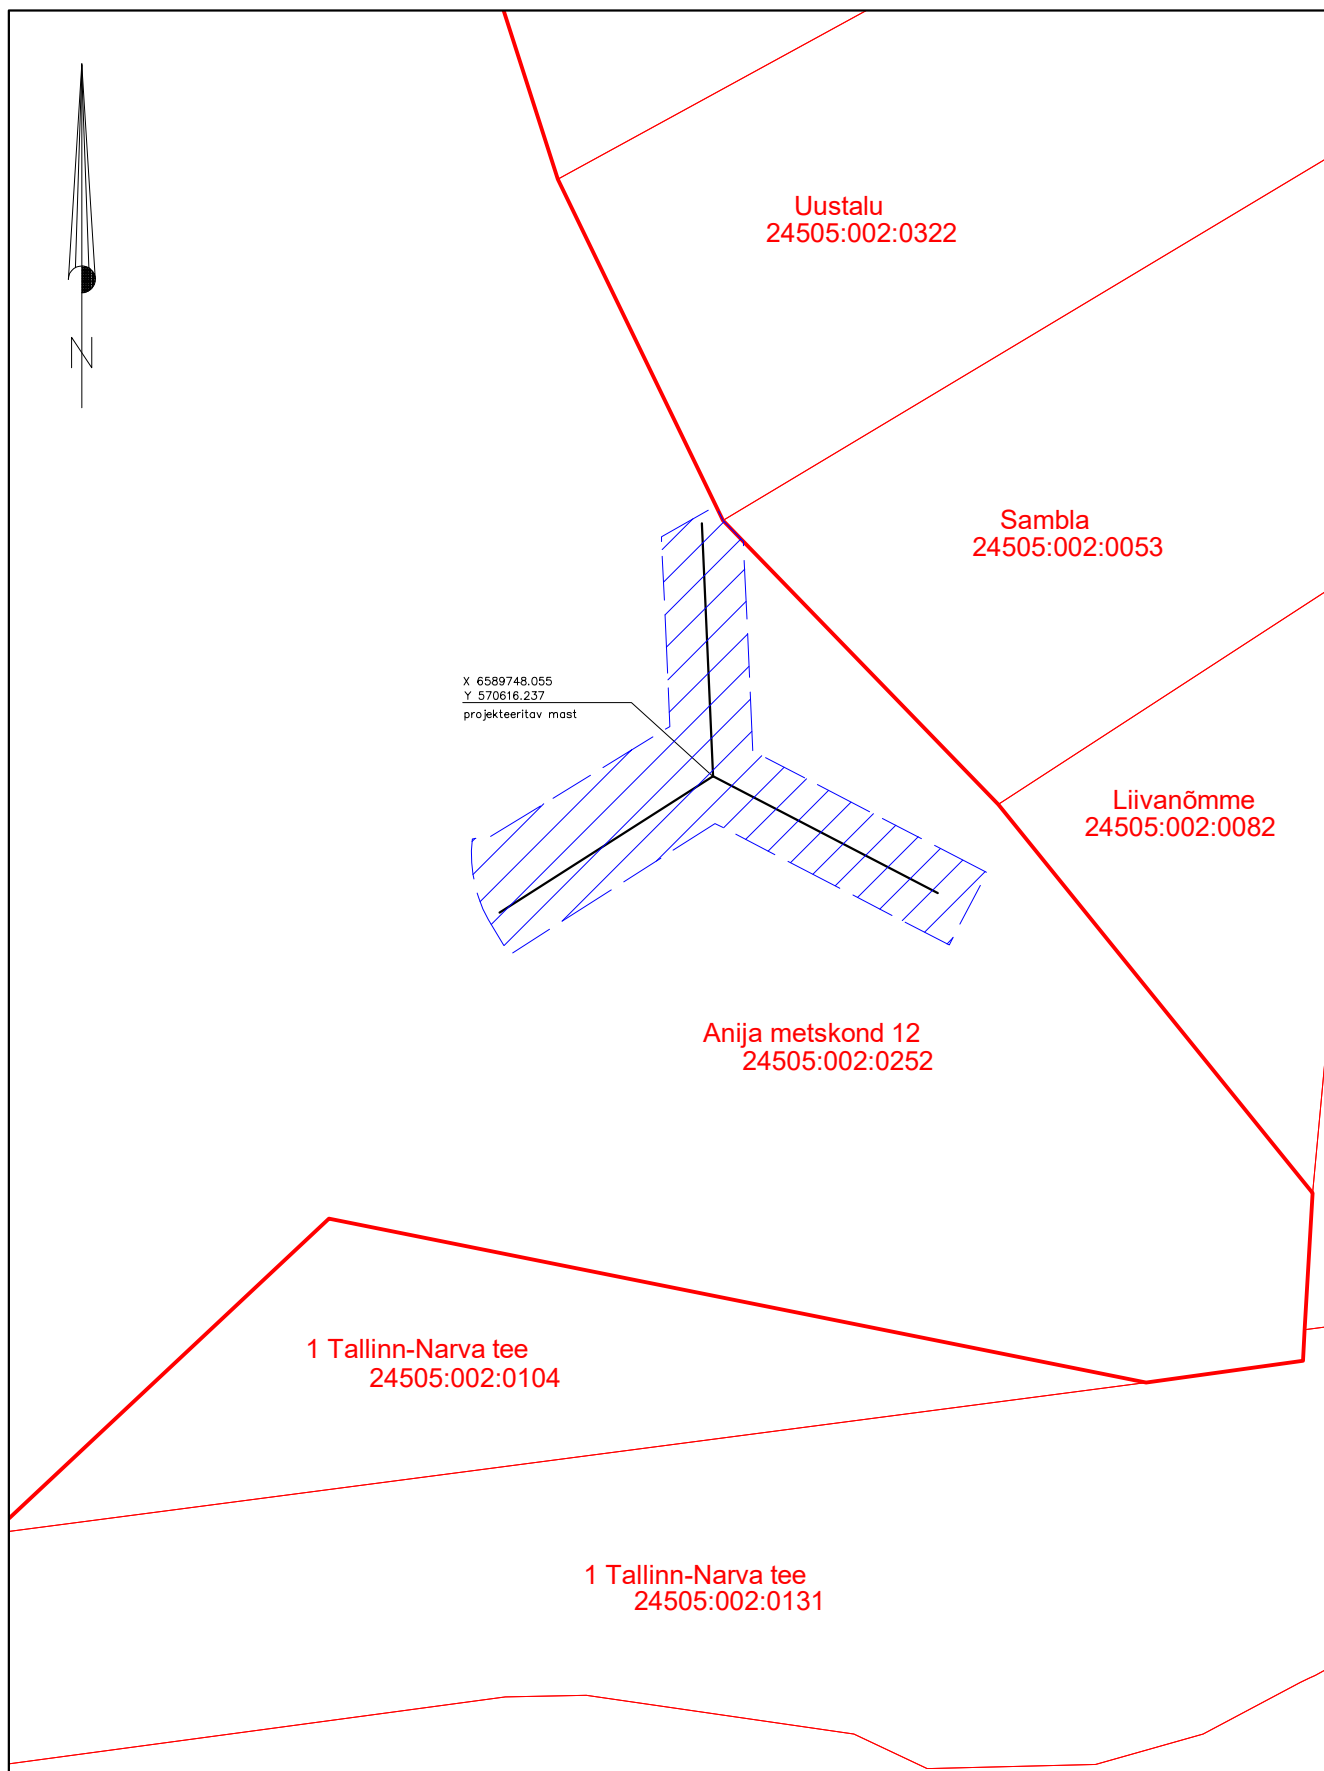 N
Uustalu
24505:002:0322
Sambla
24505:002:0053
X 6589748.055
Y 570616.237
projekteeritav mast
Liivanõmme
24505:002:0082
Anija metskond 12
24505:002:0252
1 Tallinn-Narva tee
24505:002:0104
1 Tallinn-Narva tee
24505:002:0131